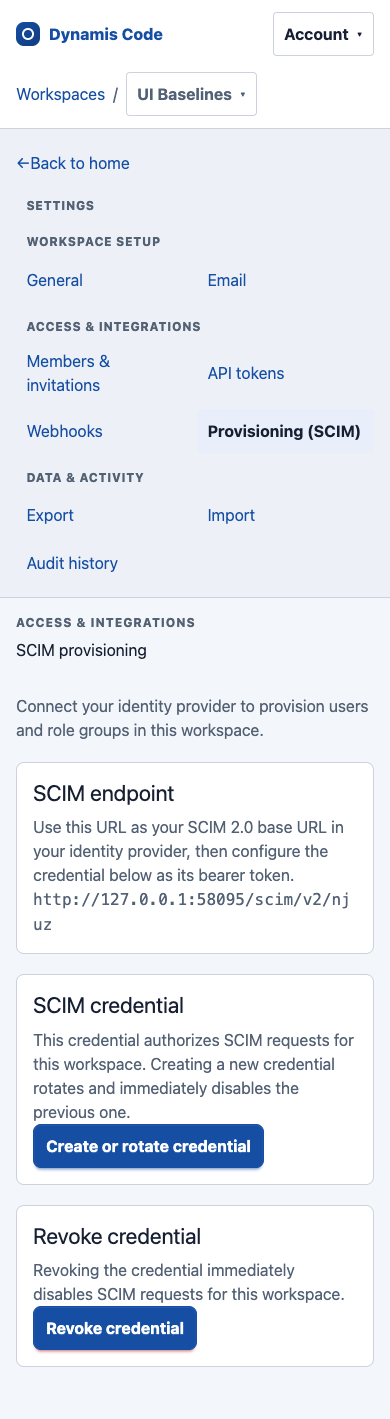 Dynamis Code
Account ▾
Workspaces / UI Baselines ▾
←Back to home
SETTINGS
WORKSPACE SETUP
General Email
ACCESS & INTEGRATIONS
Members &
invitations
API tokens
Webhooks Provisioning (SCIM)
DATA & ACTIVITY
Export Import
Audit history
ACCESS & INTEGRATIONS
SCIM provisioning
Connect your identity provider to provision users
and role groups in this workspace.
SCIM endpoint
Use this URL as your SCIM 2.0 base URL in
your identity provider, then configure the
credential below as its bearer token.
http://127.0.0.1:58095/scim/v2/nj
uz
SCIM credential
This credential authorizes SCIM requests for
this workspace. Creating a new credential
rotates and immediately disables the
previous one.
Create or rotate credential
Revoke credential
Revoking the credential immediately
disables SCIM requests for this workspace.
Revoke credential